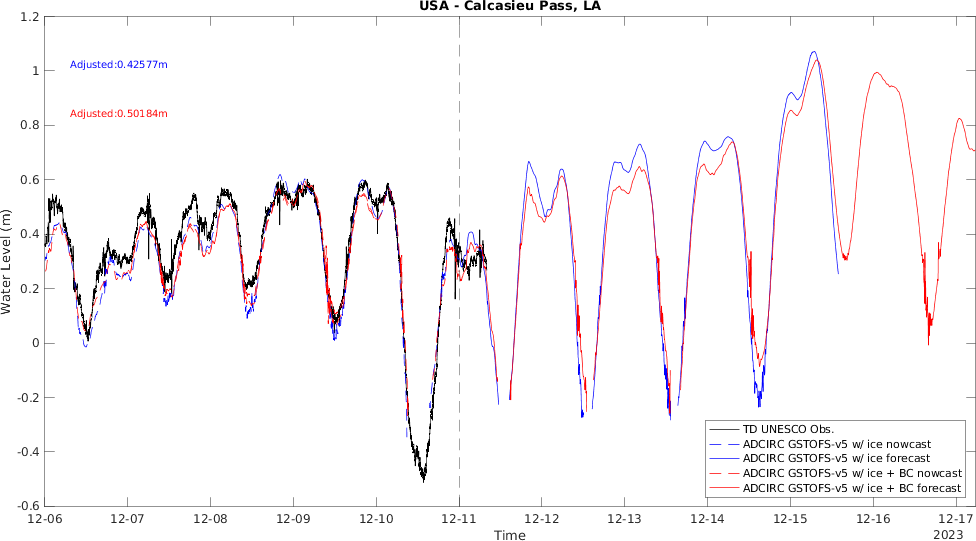 USA - Calcasieu Pass, LA
1.2
1
0.8
0.6
0.4
0.2
0
-0.2
-0.4
-0.6
Water Level (m)
Adjusted:0.42577m
Adjusted:0.50184m
TD UNESCO Obs.
ADCIRC GSTOFS-v5 w/ ice nowcast
ADCIRC GSTOFS-v5 w/ ice forecast
ADCIRC GSTOFS-v5 w/ ice + BC nowcast
ADCIRC GSTOFS-v5 w/ ice + BC forecast
12-06 12-07 12-08 12-09 12-10 12-11 12-12 12-13 12-14 12-15 12-16 12-17
Time
2023